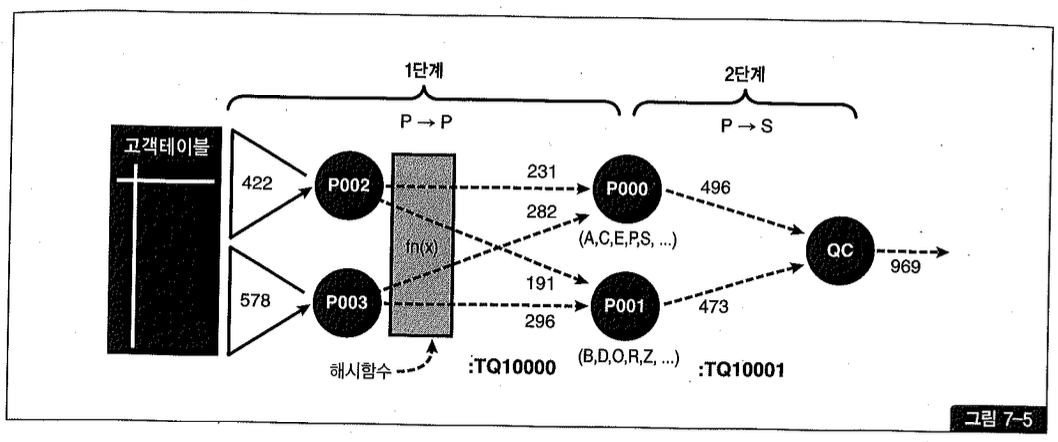 1단계
2단계
P → P
P → S
고객테이블
422
P002
231
P000
496
282
(A,C,E,P,S, ...)
fn(x)
QC
969
578
P003
191
P001
473
296
(B,D,O,R,Z, ...)
해시함수
:TQ10000
:TQ10001
그림 7-5